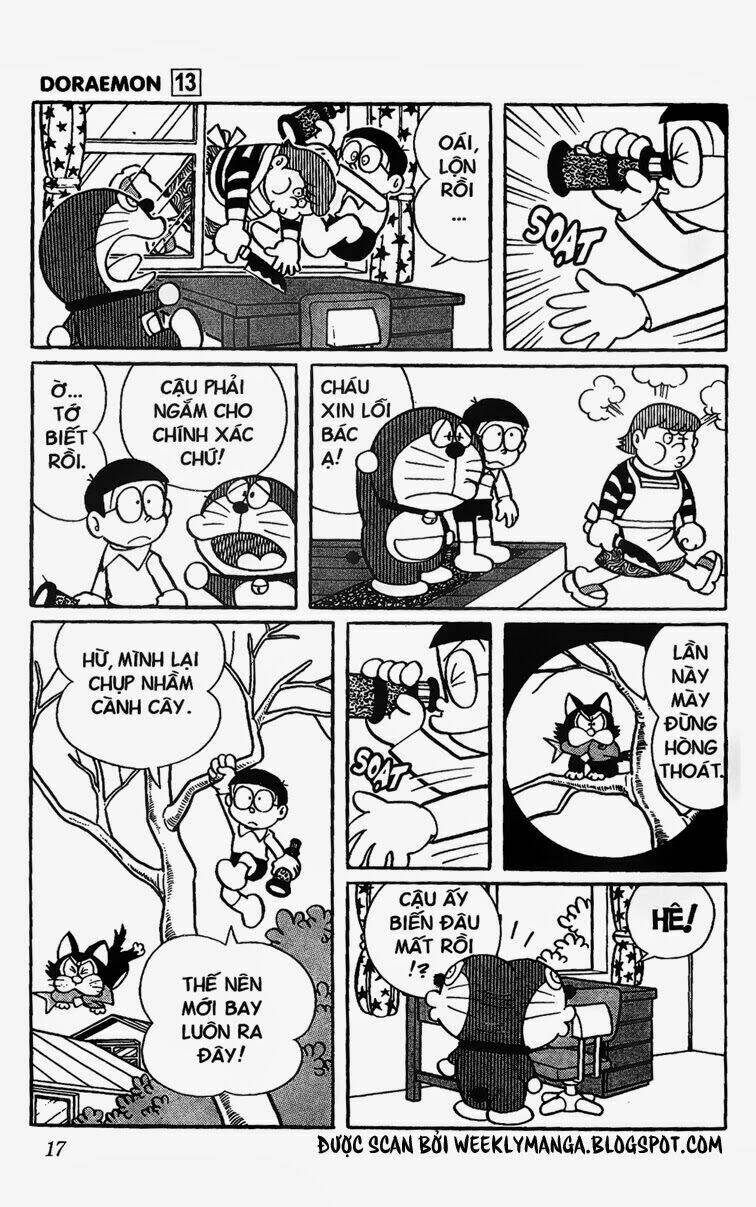 DORAEMON 13
SOẠT
OÁI,
LỘN
RỒI
...
CHÁU
XIN LỖI
BÁC
Ạ!
CẬU PHẢI
NGẮM CHO
CHÍNH XÁC
CHỨ!
Ờ...
TỚ
BIẾT
RỒI.
LẦN
NÀY
MÀY
ĐỪNG
HÒNG
THOÁT.
SOẠT
HÊ!
CẬU ẤY
BIẾN ĐÂU
MẤT RỒI
!?
HỪ, MÌNH LẠI
CHỤP NHẦM
CÀNH CÂY.
THẾ NÊN
MỚI BAY
LUÔN RA
ĐÂY!
17
ĐƯỢC SCAN BỞI WEEKLYMANGA.BLOGSPOT.COM